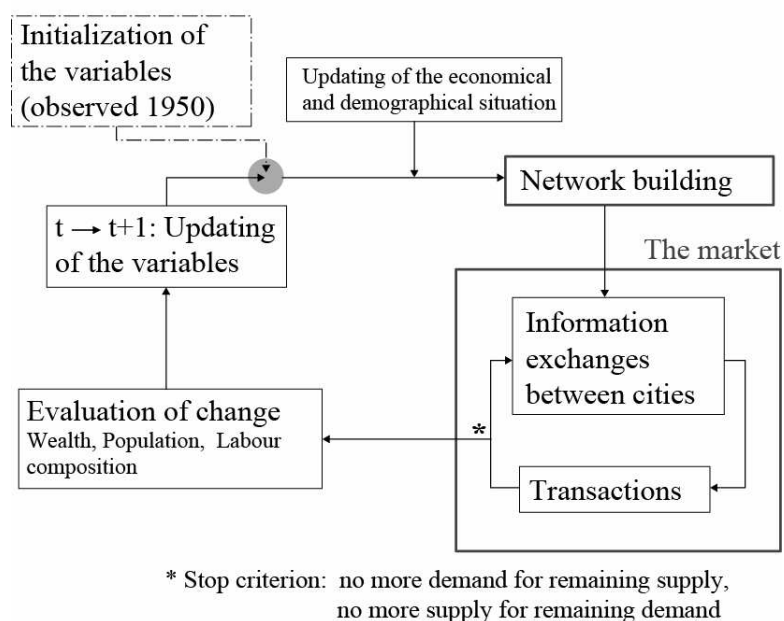 Initialization of
the variables
(observed 1950)
Updating of the economical
and demographical situation
Network building
t → t+1: Updating
of the variables
The market
Information
exchanges
between cities
Evaluation of change
Wealth, Population, Labour
composition
*
Transactions
* Stop criterion: no more demand for remaining supply,
no more supply for remaining demand